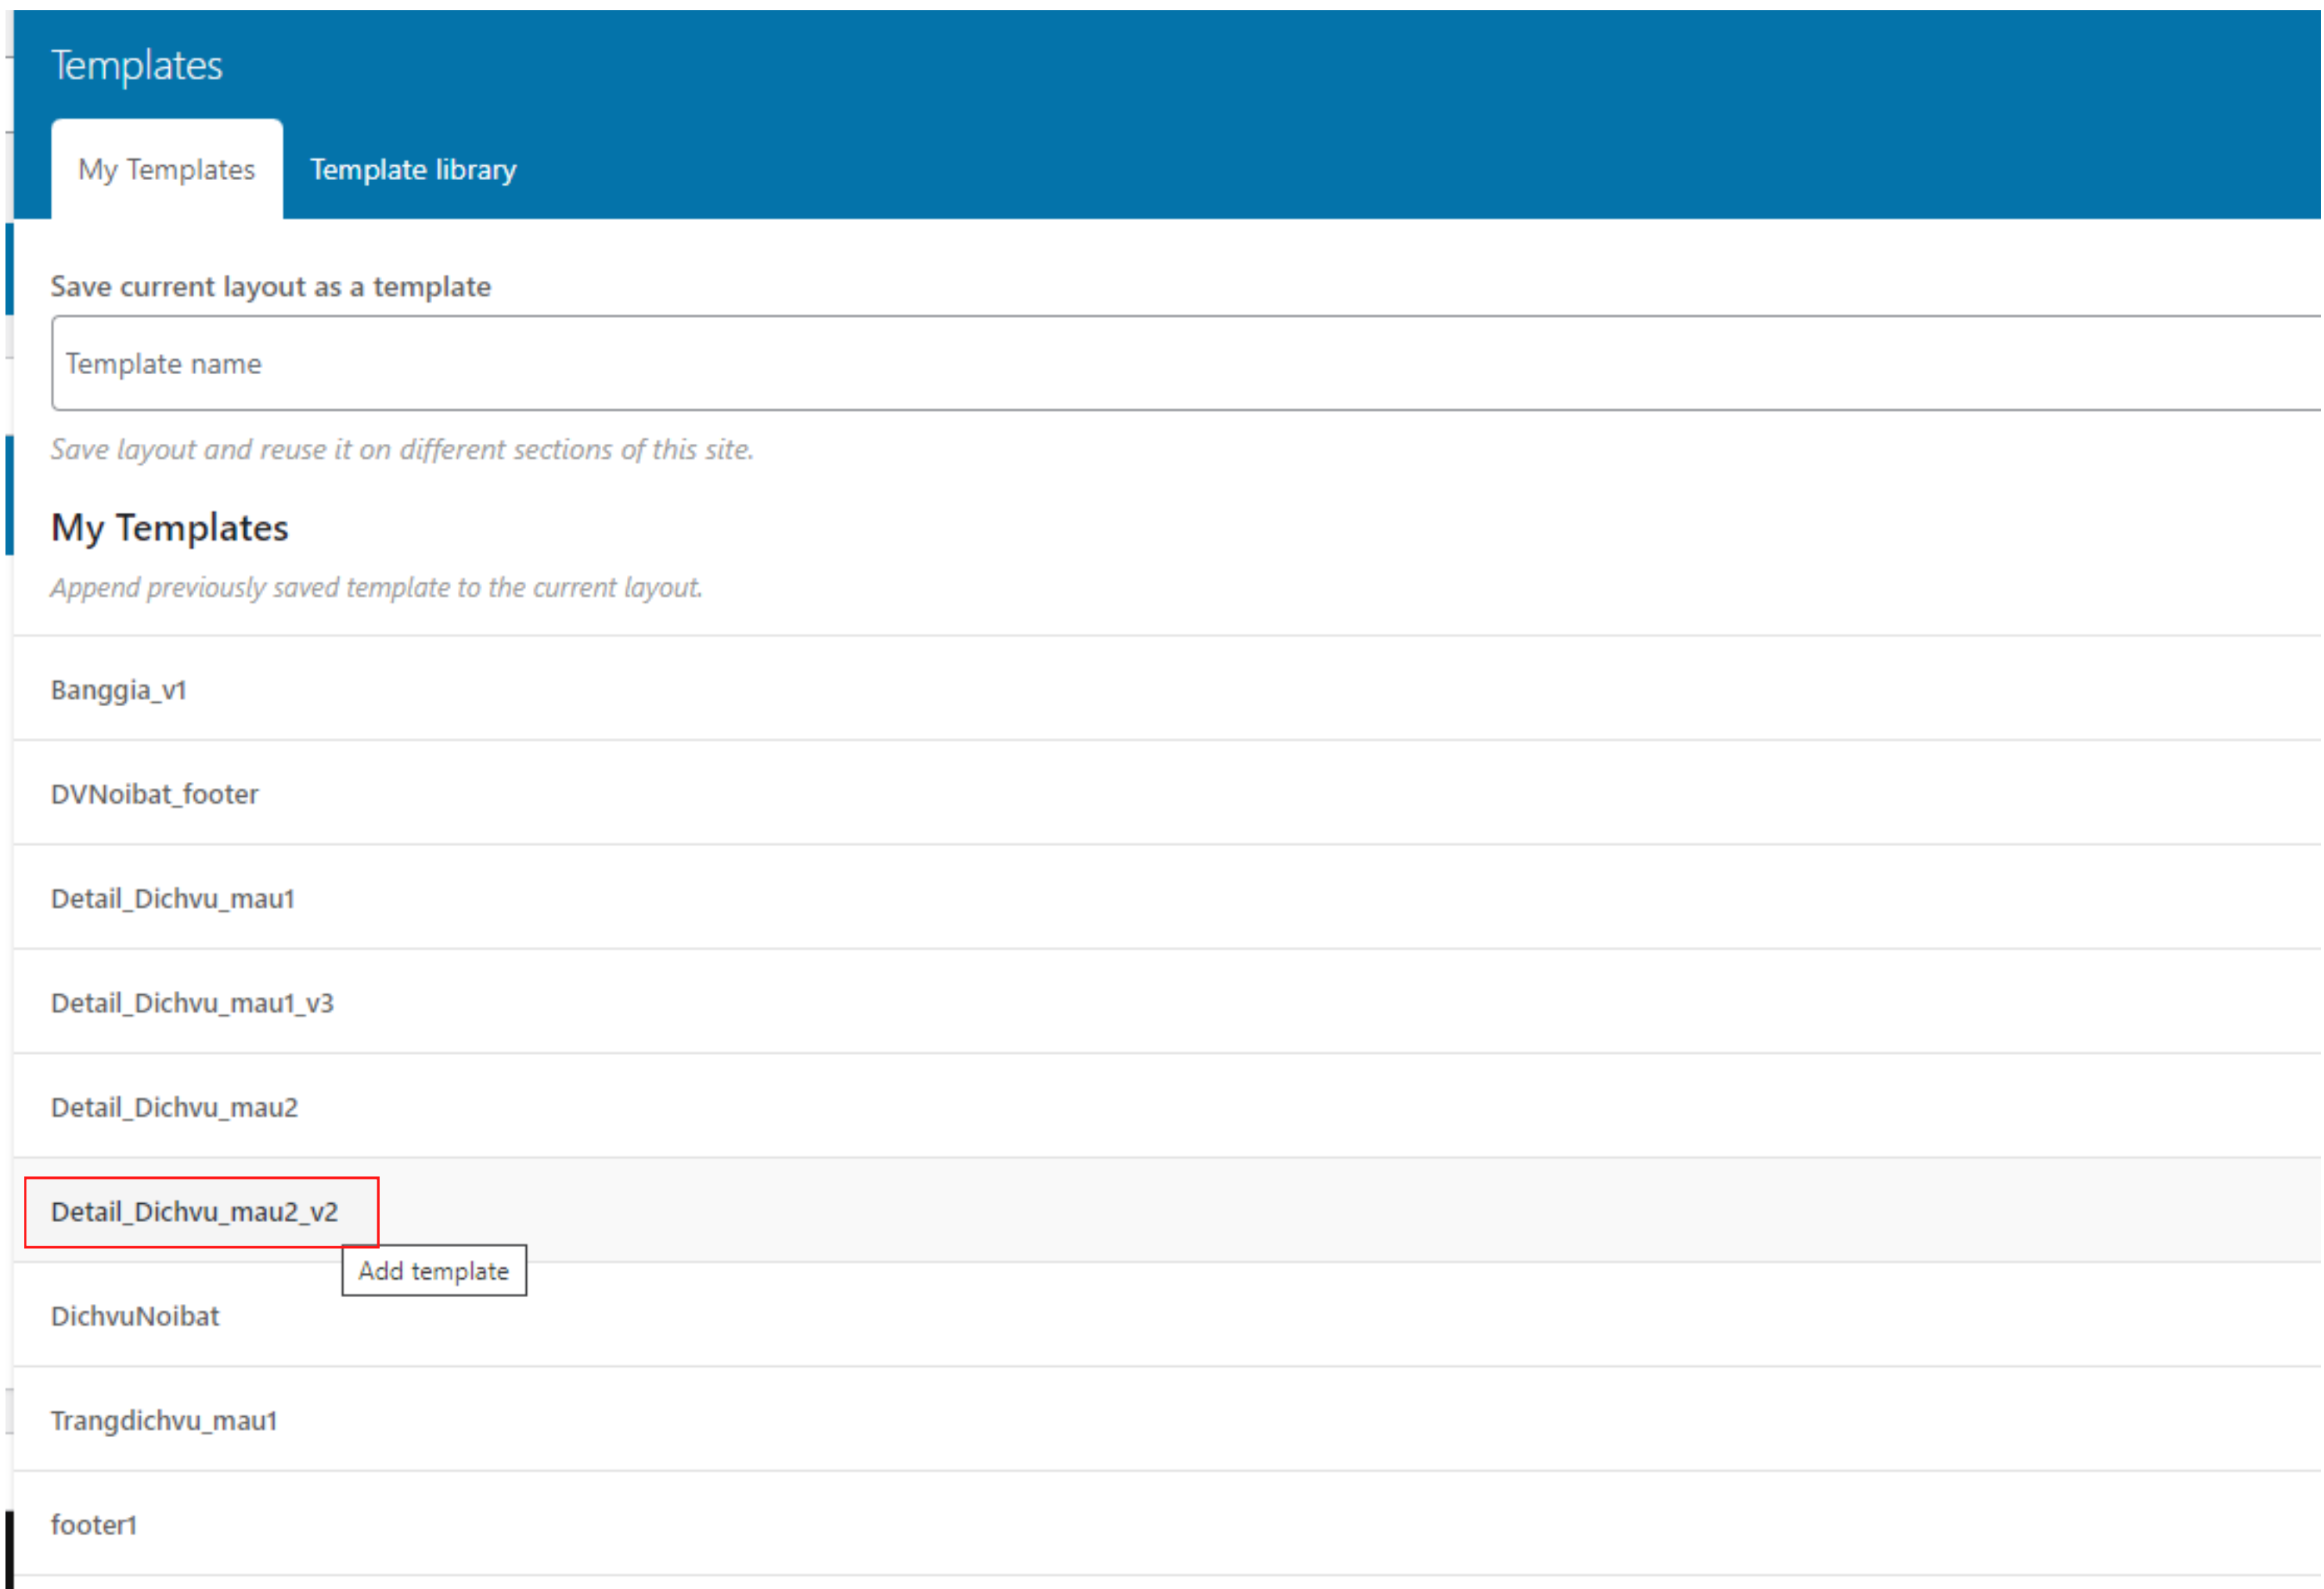 Templates
My Templates
Template library
Save current layout as a template
Template name
Save layout and reuse it on different sections of this site.
My Templates
Append previously saved template to the current layout.
Banggia_v1
DVNoibat_footer
Detail_Dichvu_mau1
Detail_Dichvu_mau1_v3
Detail_Dichvu_mau2
Detail_Dichvu_mau2_v2
Add template
DichvuNoibat
Trangdichvu_mau1
footer1